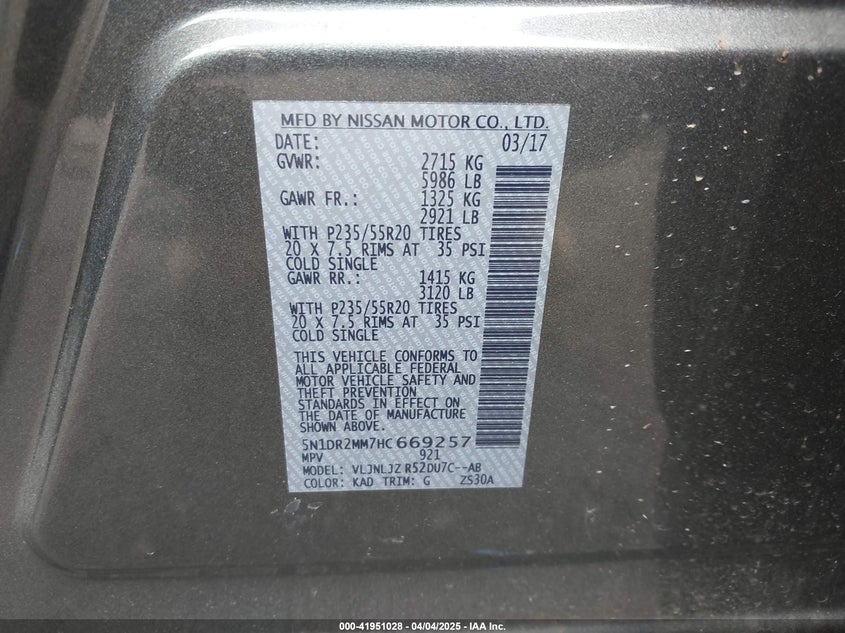 MFD BY NISSAN MOTOR CO., LTD.
DATE: 03/17
GVWR: 2715 KG
5986 LB
GAWR FR.: 1325 KG
2921 LB
WITH P235/55R20 TIRES
20 X 7.5 RIMS AT 35 PSI
COLD SINGLE
GAWR RR.: 1415 KG
3120 LB
WITH P235/55R20 TIRES
20 X 7.5 RIMS AT 35 PSI
COLD SINGLE
THIS VEHICLE CONFORMS TO
ALL APPLICABLE FEDERAL
MOTOR VEHICLE SAFETY AND
THEFT PREVENTION
STANDARDS IN EFFECT ON
THE DATE OF MANUFACTURE
SHOWN ABOVE.
5N1DR2MM7HC669257
MPV 921
MODEL: VLJNLJZ R52DU7C--AB
COLOR: KAD TRIM: G ZS30A
000-41951028 - 04/04/2025 - IAA Inc.